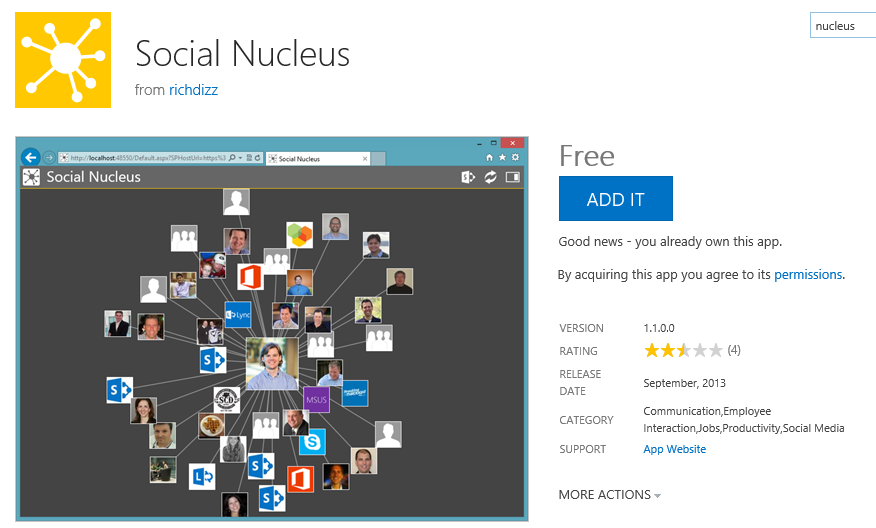 nucleus
Social Nucleus
from richdizz
http://localhost:48550/Default.aspx?SPHostUrl=https%3
Social Nucleus
Social Nucleus
Lync
MSUS
Free
ADD IT
Good news - you already own this app.
By acquiring this app you agree to its permissions.
VERSION 1.1.0.0
RATING (4)
RELEASE
DATE September, 2013
CATEGORY Communication,Employee
Interaction,Jobs,Productivity,Social Media
SUPPORT App Website
MORE ACTIONS